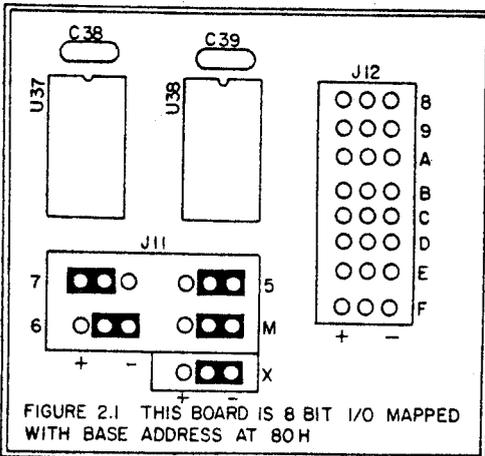 C38
C39
U37
U38
J12
8
9
A
B
C
D
E
F
+ -
J11
7
5
6
M
+ -
X
+ -
FIGURE 2.1 THIS BOARD IS 8 BIT I/O MAPPED
WITH BASE ADDRESS AT 80H